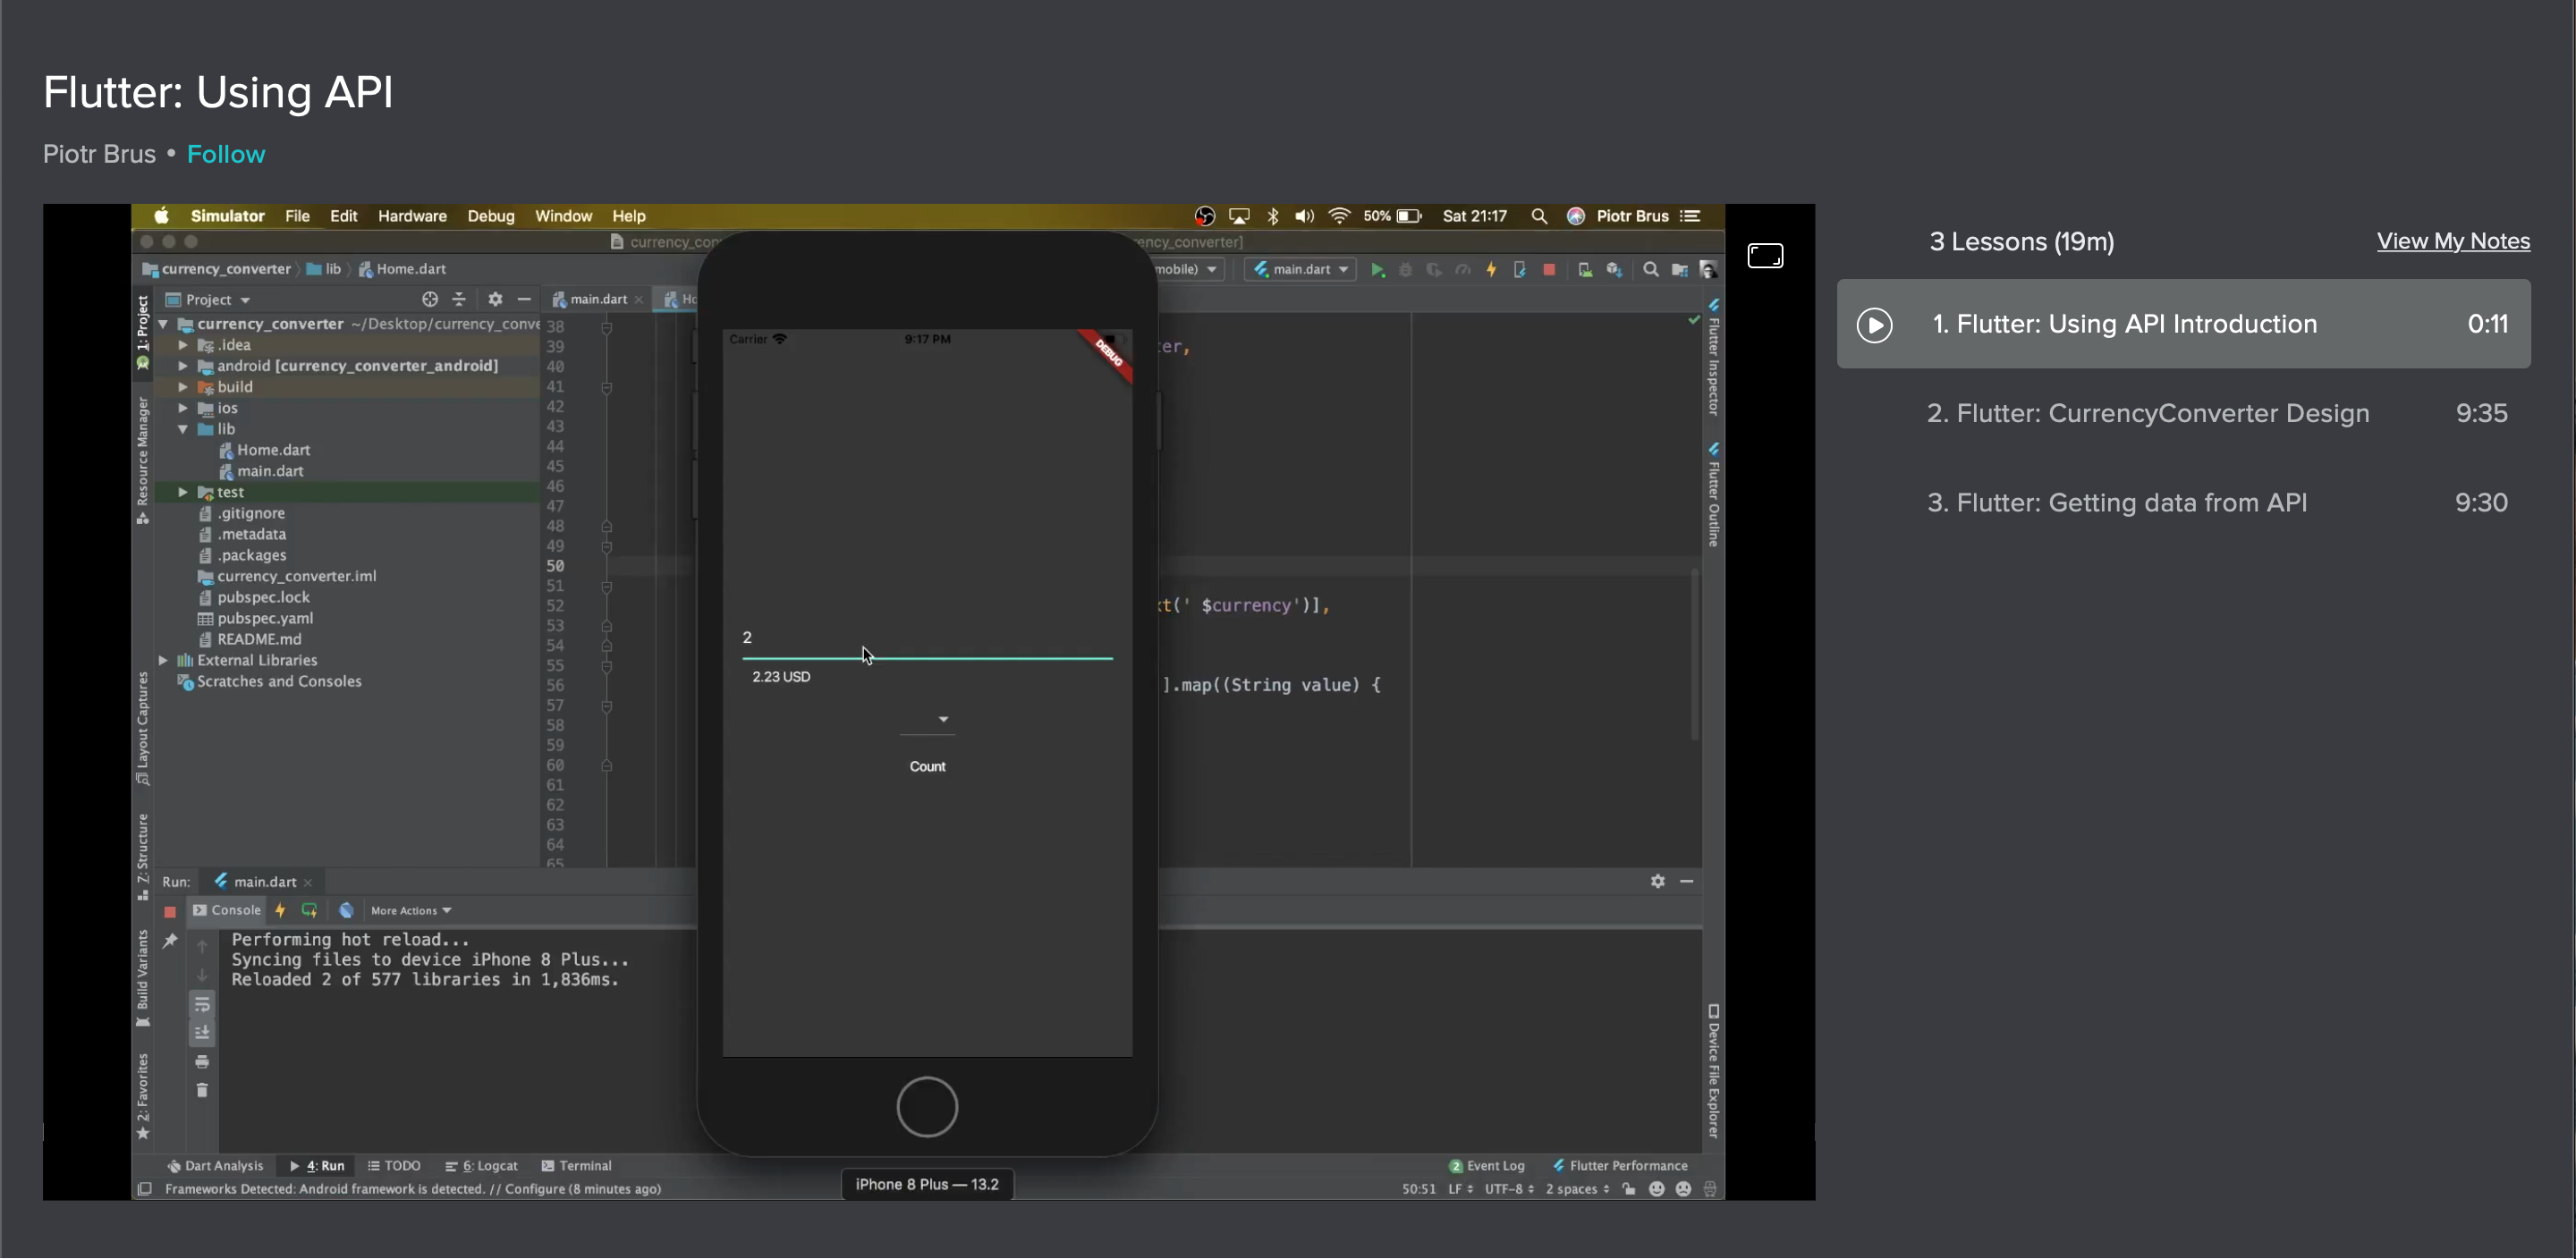 Flutter: Using API
Piotr Brus • Follow
Simulator File Edit Hardware Debug Window Help
50% Sat 21:17 Piotr Brus
currency_con ency_converter]
currency_converter lib Home.dart
mobile) main.dart
Project
main.dart
Ho
1: Project
Resource Manager
Layout Captures
Z: Structure
Build Variants
2: Favorites
currency_converter ~/Desktop/currency_conve
.idea
android [currency_converter_android]
build
ios
lib
Home.dart
main.dart
test
.gitignore
.metadata
.packages
currency_converter.iml
pubspec.lock
pubspec.yaml
README.md
External Libraries
Scratches and Consoles
38
39
40
41
42
43
44
45
46
47
48
49
50
51
52
53
54
55
56
57
58
59
60
61
62
63
64
65
ter,
xt(' $currency')],
].map((String value) {
Carrier 9:17 PM
DEBUG
2
2.23 USD
Count
iPhone 8 Plus — 13.2
Flutter Inspector
Flutter Outline
Device File Explorer
Run: main.dart
Console More Actions
Performing hot reload...
Syncing files to device iPhone 8 Plus...
Reloaded 2 of 577 libraries in 1,836ms.
Dart Analysis 4: Run TODO 6: Logcat Terminal
2 Event Log Flutter Performance
Frameworks Detected: Android framework is detected. // Configure (8 minutes ago)
50:51 LF UTF-8 2 spaces
3 Lessons (19m) View My Notes
1. Flutter: Using API Introduction 0:11
2. Flutter: CurrencyConverter Design 9:35
3. Flutter: Getting data from API 9:30